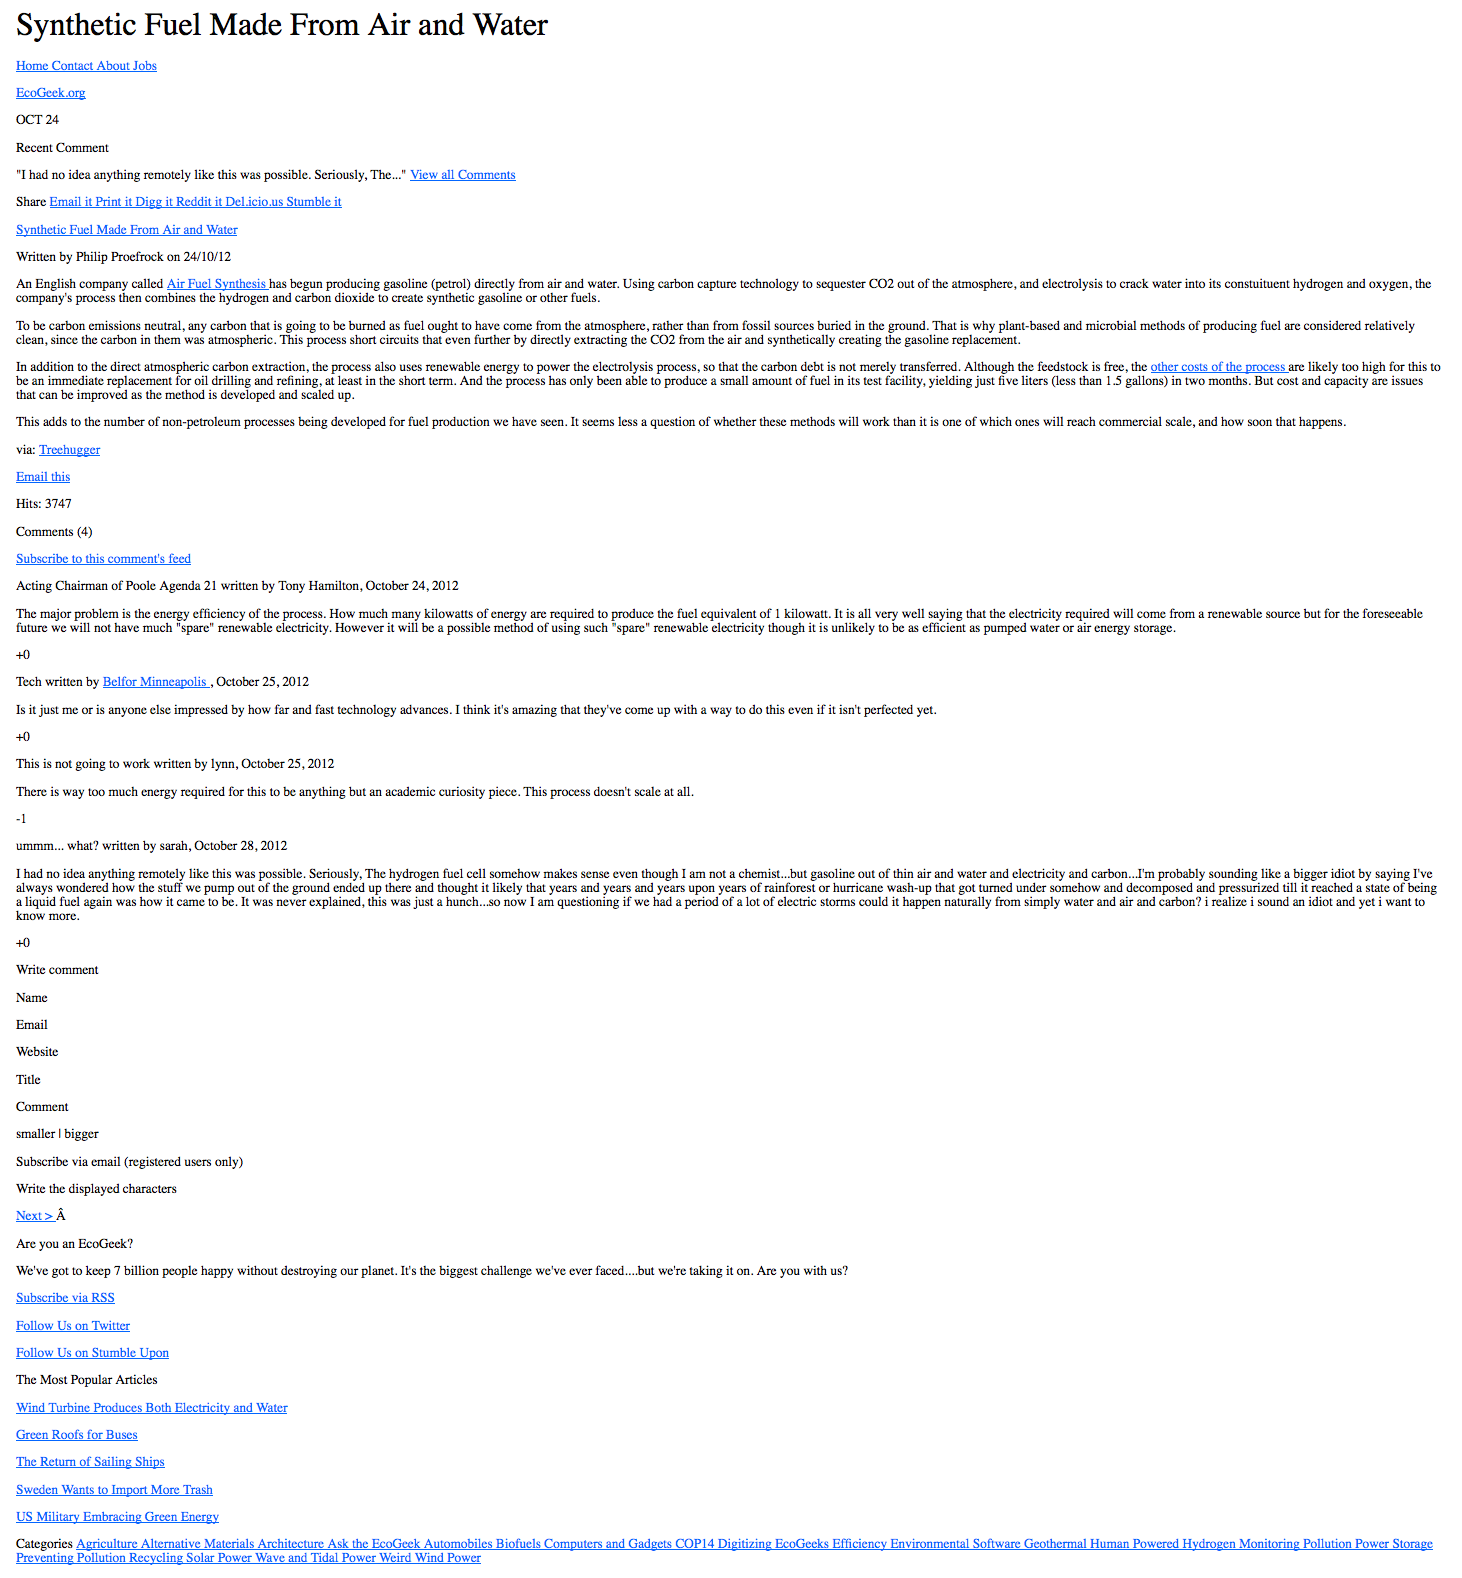 Synthetic Fuel Made From Air and Water
Home Contact About Jobs
EcoGeek.org
OCT 24
Recent Comment
"I had no idea anything remotely like this was possible. Seriously, The..." View all Comments
Share Email it Print it Digg it Reddit it Del.icio.us Stumble it
Synthetic Fuel Made From Air and Water
Written by Philip Proefrock on 24/10/12
An English company called Air Fuel Synthesis has begun producing gasoline (petrol) directly from air and water. Using carbon capture technology to sequester CO2 out of the atmosphere, and electrolysis to crack water into its constuituent hydrogen and oxygen, the
company's process then combines the hydrogen and carbon dioxide to create synthetic gasoline or other fuels.
To be carbon emissions neutral, any carbon that is going to be burned as fuel ought to have come from the atmosphere, rather than from fossil sources buried in the ground. That is why plant-based and microbial methods of producing fuel are considered relatively
clean, since the carbon in them was atmospheric. This process short circuits that even further by directly extracting the CO2 from the air and synthetically creating the gasoline replacement.
In addition to the direct atmospheric carbon extraction, the process also uses renewable energy to power the electrolysis process, so that the carbon debt is not merely transferred. Although the feedstock is free, the other costs of the process are likely too high for this to
be an immediate replacement for oil drilling and refining, at least in the short term. And the process has only been able to produce a small amount of fuel in its test facility, yielding just five liters (less than 1.5 gallons) in two months. But cost and capacity are issues
that can be improved as the method is developed and scaled up.
This adds to the number of non-petroleum processes being developed for fuel production we have seen. It seems less a question of whether these methods will work than it is one of which ones will reach commercial scale, and how soon that happens.
via: Treehugger
Email this
Hits: 3747
Comments (4)
Subscribe to this comment's feed
Acting Chairman of Poole Agenda 21 written by Tony Hamilton, October 24, 2012
The major problem is the energy efficiency of the process. How much many kilowatts of energy are required to produce the fuel equivalent of 1 kilowatt. It is all very well saying that the electricity required will come from a renewable source but for the foreseeable
future we will not have much "spare" renewable electricity. However it will be a possible method of using such "spare" renewable electricity though it is unlikely to be as efficient as pumped water or air energy storage.
+0
Tech written by Belfor Minneapolis , October 25, 2012
Is it just me or is anyone else impressed by how far and fast technology advances. I think it's amazing that they've come up with a way to do this even if it isn't perfected yet.
+0
This is not going to work written by lynn, October 25, 2012
There is way too much energy required for this to be anything but an academic curiosity piece. This process doesn't scale at all.
-1
ummm... what? written by sarah, October 28, 2012
I had no idea anything remotely like this was possible. Seriously, The hydrogen fuel cell somehow makes sense even though I am not a chemist...but gasoline out of thin air and water and electricity and carbon...I'm probably sounding like a bigger idiot by saying I've
always wondered how the stuff we pump out of the ground ended up there and thought it likely that years and years and years upon years of rainforest or hurricane wash-up that got turned under somehow and decomposed and pressurized till it reached a state of being
a liquid fuel again was how it came to be. It was never explained, this was just a hunch...so now I am questioning if we had a period of a lot of electric storms could it happen naturally from simply water and air and carbon? i realize i sound an idiot and yet i want to
know more.
+0
Write comment
Name
Email
Website
Title
Comment
smaller | bigger
Subscribe via email (registered users only)
Write the displayed characters
Next > Â
Are you an EcoGeek?
We've got to keep 7 billion people happy without destroying our planet. It's the biggest challenge we've ever faced....but we're taking it on. Are you with us?
Subscribe via RSS
Follow Us on Twitter
Follow Us on Stumble Upon
The Most Popular Articles
Wind Turbine Produces Both Electricity and Water
Green Roofs for Buses
The Return of Sailing Ships
Sweden Wants to Import More Trash
US Military Embracing Green Energy
Categories Agriculture Alternative Materials Architecture Ask the EcoGeek Automobiles Biofuels Computers and Gadgets COP14 Digitizing EcoGeeks Efficiency Environmental Software Geothermal Human Powered Hydrogen Monitoring Pollution Power Storage
Preventing Pollution Recycling Solar Power Wave and Tidal Power Weird Wind Power